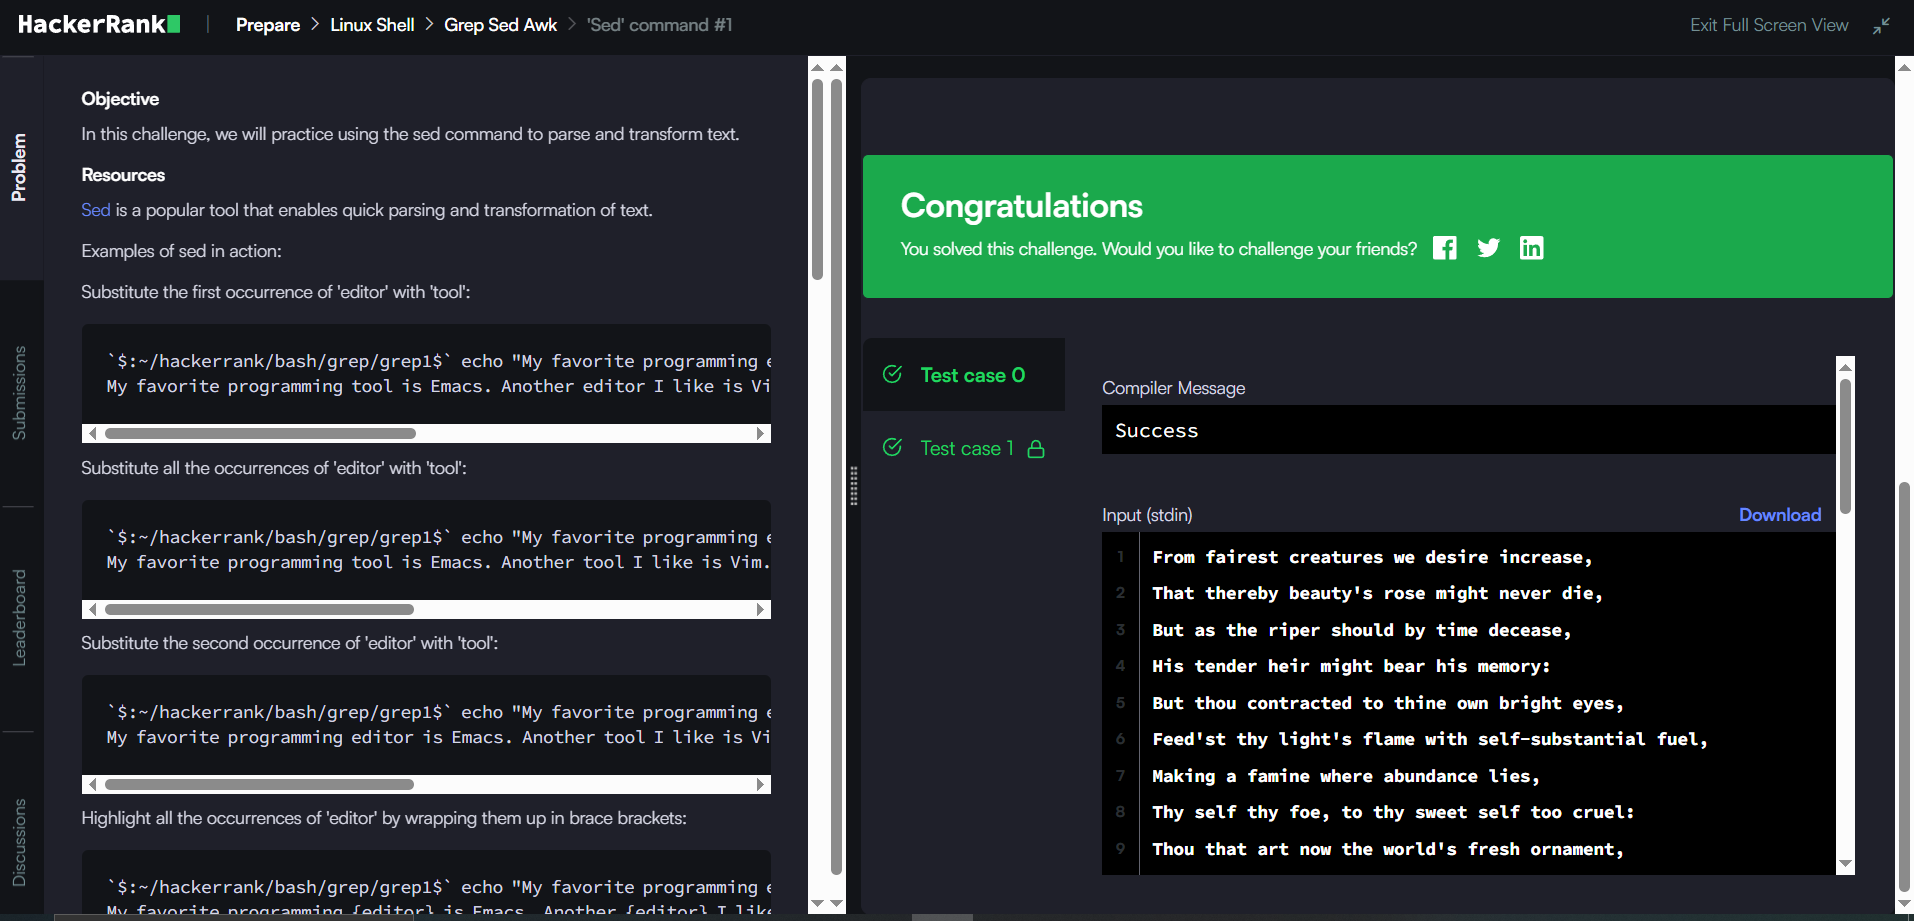 HackerRank
Prepare > Linux Shell > Grep Sed Awk > 'Sed' command #1
Exit Full Screen View
Problem
Submissions
Leaderboard
Discussions
Objective
In this challenge, we will practice using the sed command to parse and transform text.
Resources
Sed is a popular tool that enables quick parsing and transformation of text.
Examples of sed in action:
Substitute the first occurrence of 'editor' with 'tool':
`$:~/hackerrank/bash/grep/grep1$` echo "My favorite programming e
My favorite programming tool is Emacs. Another editor I like is Vi
Substitute all the occurrences of 'editor' with 'tool':
`$:~/hackerrank/bash/grep/grep1$` echo "My favorite programming e
My favorite programming tool is Emacs. Another tool I like is Vim.
Substitute the second occurrence of 'editor' with 'tool':
`$:~/hackerrank/bash/grep/grep1$` echo "My favorite programming e
My favorite programming editor is Emacs. Another tool I like is Vi
Highlight all the occurrences of 'editor' by wrapping them up in brace brackets:
`$:~/hackerrank/bash/grep/grep1$` echo "My favorite programming e
My favorite programming {editor} is Emacs. Another {editor} I like
Congratulations
You solved this challenge. Would you like to challenge your friends?
Test case 0
Test case 1
Compiler Message
Success
Input (stdin)
Download
1 From fairest creatures we desire increase,
2 That thereby beauty's rose might never die,
3 But as the riper should by time decease,
4 His tender heir might bear his memory:
5 But thou contracted to thine own bright eyes,
6 Feed'st thy light's flame with self-substantial fuel,
7 Making a famine where abundance lies,
8 Thy self thy foe, to thy sweet self too cruel:
9 Thou that art now the world's fresh ornament,